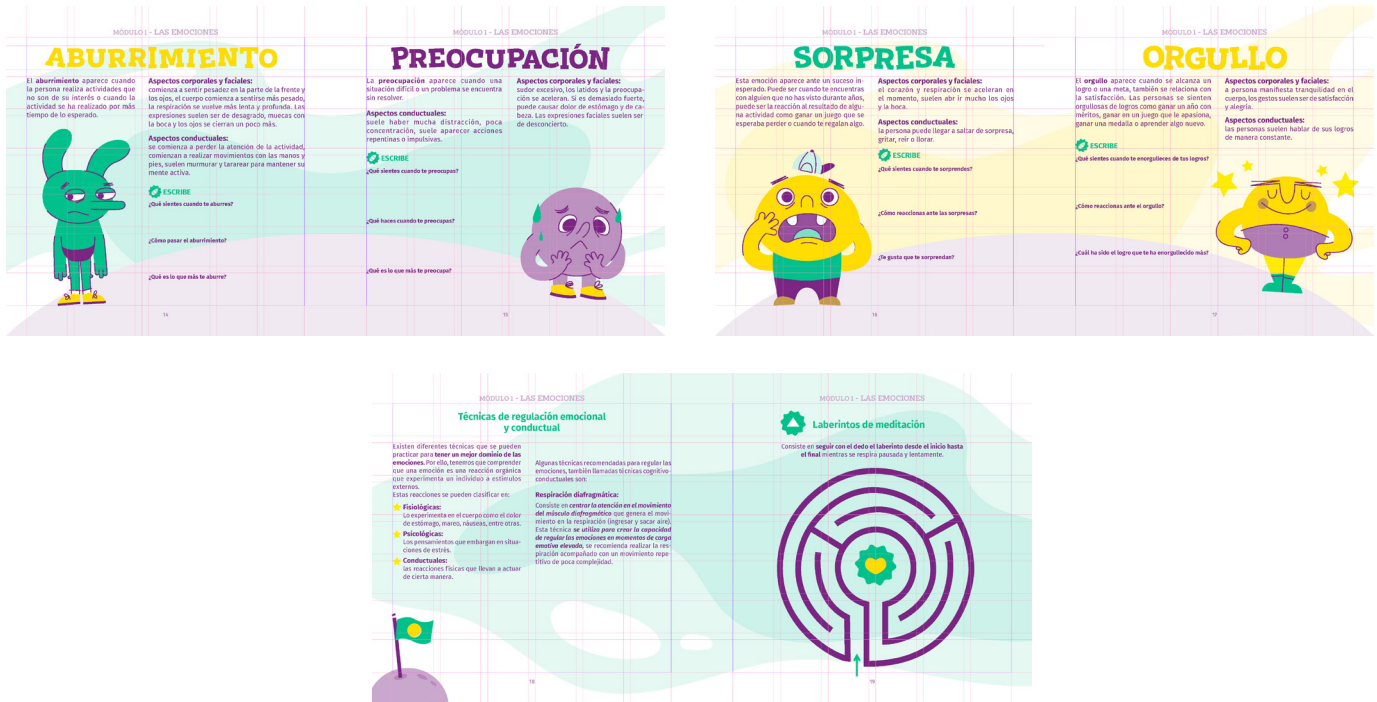 MÓDULO 1 - LAS EMOCIONES
ABURRIMIENTO
El aburrimiento aparece cuando
la persona realiza actividades que
no son de su interés o cuando la
actividad se ha realizado por más
tiempo de lo esperado.
Aspectos corporales y faciales:
comienza a sentir pesadez en la parte de la frente y
los ojos, el cuerpo comienza a sentirse más pesado,
la respiración se vuelve más lenta y profunda. Las
expresiones suelen ser de desagrado, muecas con
la boca y los ojos se cierran un poco más.
Aspectos conductuales:
se comienza a perder la atención de la actividad,
comienzan a realizar movimientos con las manos y
pies, suelen murmurar y tararear para mantener su
mente activa.
ESCRIBE
¿Qué sientes cuando te aburres?
¿Cómo pasar el aburrimiento?
¿Qué es lo que más te aburre?
14
MÓDULO 1 - LAS EMOCIONES
PREOCUPACIÓN
La preocupación aparece cuando una
situación difícil o un problema se encuentra
sin resolver.
Aspectos conductuales:
suele haber mucha distracción, poca
concentración, suele aparecer acciones
repentinas o impulsivas.
ESCRIBE
¿Qué sientes cuando te preocupas?
¿Qué haces cuando te preocupas?
¿Qué es lo que más te preocupa?
Aspectos corporales y faciales:
sudor excesivo, los latidos y la preocupa-
ción se aceleran. Si es demasiado fuerte,
puede causar dolor de estómago y de ca-
beza. Las expresiones faciales suelen ser
de desconcierto.
15
MÓDULO 1 - LAS EMOCIONES
SORPRESA
Esta emoción aparece ante un suceso in-
esperado. Puede ser cuando te encuentras
con alguien que no has visto durante años,
puede ser la reacción al resultado de algu-
na actividad como ganar un juego que se
esperaba perder o cuando te regalan algo.
Aspectos corporales y faciales:
el corazón y respiración se aceleran en
el momento, suelen abrir mucho los ojos
y la boca.
Aspectos conductuales:
la persona puede llegar a saltar de sorpresa,
gritar, reír o llorar.
ESCRIBE
¿Qué sientes cuando te sorprendes?
¿Cómo reaccionas ante las sorpresas?
¿Te gusta que te sorprendan?
16
MÓDULO 1 - LAS EMOCIONES
ORGULLO
El orgullo aparece cuando se alcanza un
logro o una meta, también se relaciona con
la satisfacción. Las personas se sienten
orgullosas de logros como ganar un año con
méritos, ganar en un juego que le apasiona,
ganar una medalla o aprender algo nuevo.
ESCRIBE
¿Qué sientes cuando te enorgulleces de tus logros?
¿Cómo reaccionas ante el orgullo?
¿Cuál ha sido el logro que te ha enorgullecido más?
Aspectos corporales y faciales:
a persona manifiesta tranquilidad en el
cuerpo, los gestos suelen ser de satisfacción
y alegría.
Aspectos conductuales:
las personas suelen hablar de sus logros
de manera constante.
17
MÓDULO 1 - LAS EMOCIONES
Técnicas de regulación emocional
y conductual
Existen diferentes técnicas que se pueden
practicar para tener un mejor dominio de las
emociones. Por ello, tenemos que comprender
que una emoción es una reacción orgánica
que experimenta un individuo a estímulos
externos.
Estas reacciones se pueden clasificar en:
Fisiológicas:
Lo experimenta en el cuerpo como el dolor
de estómago, mareo, náuseas, entre otras.
Psicológicas:
Los pensamientos que embargan en situa-
ciones de estrés.
Conductuales:
las reacciones físicas que llevan a actuar
de cierta manera.
Algunas técnicas recomendadas para regular las
emociones, también llamadas técnicas cognitivo-
conductuales son:
Respiración diafragmática:
Consiste en centrar la atención en el movimiento
del músculo diafragmático que genera el movi-
miento en la respiración (ingresar y sacar aire).
Esta técnica se utiliza para crear la capacidad
de regular las emociones en momentos de carga
emotiva elevada, se recomienda realizar la res-
piración acompañado con un movimiento repe-
titivo de poca complejidad.
18
MÓDULO 1 - LAS EMOCIONES
Laberintos de meditación
Consiste en seguir con el dedo el laberinto desde el inicio hasta
el final mientras se respira pausada y lentamente.
19